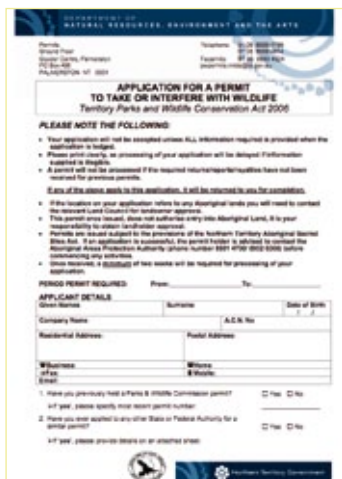 DEPARTMENT OF
NATURAL RESOURCES, ENVIRONMENT AND THE ARTS
Permits
Ground Floor
Goyder Centre, Palmerston
PO Box 496
PALMERSTON NT 0831
Telephone:
Facsimile:
APPLICATION FOR A PERMIT
TO TAKE OR INTERFERE WITH WILDLIFE
Territory Parks and Wildlife Conservation Act 2006
PLEASE NOTE THE FOLLOWING:
• Your application will not be accepted unless ALL information required is provided when the
application is lodged.
• Please print clearly, as processing of your application will be delayed if information
supplied is illegible.
• A permit will not be processed if the required returns/reports/royalties have not been
received for previous permits.
If any of the above apply to this application, it will be returned to you for completion.
• If the location on your application refers to any Aboriginal lands you will need to contact
the relevant Land Council for landowner approval.
• This permit once issued, does not authorise entry into Aboriginal Land, it is your
responsibility to obtain landholder approval.
• Permits are issued subject to the provisions of the Northern Territory Aboriginal Sacred
Sites Act. If an application is successful, the permit holder is advised to contact the
Aboriginal Areas Protection Authority (phone number
commencing any activities.
• Once received, a minimum of two weeks will be required for processing of your
application.
PERIOD PERMIT REQUIRED: From: To:
APPLICANT DETAILS
Given Names: Surname: Date of Birth
/ /
Company Name: A.C.N. No
Residential Address: Postal Address:
Business: Home:
Fax: Mobile:
Email:
1. Have you previously held a Parks & Wildlife Commission permit? Yes No
If 'yes', please specify most recent permit number:
2. Have you ever applied to any other State or Federal Authority for a
similar permit? Yes No
If 'yes', please provide details on an attached sheet.
Northern Territory Government